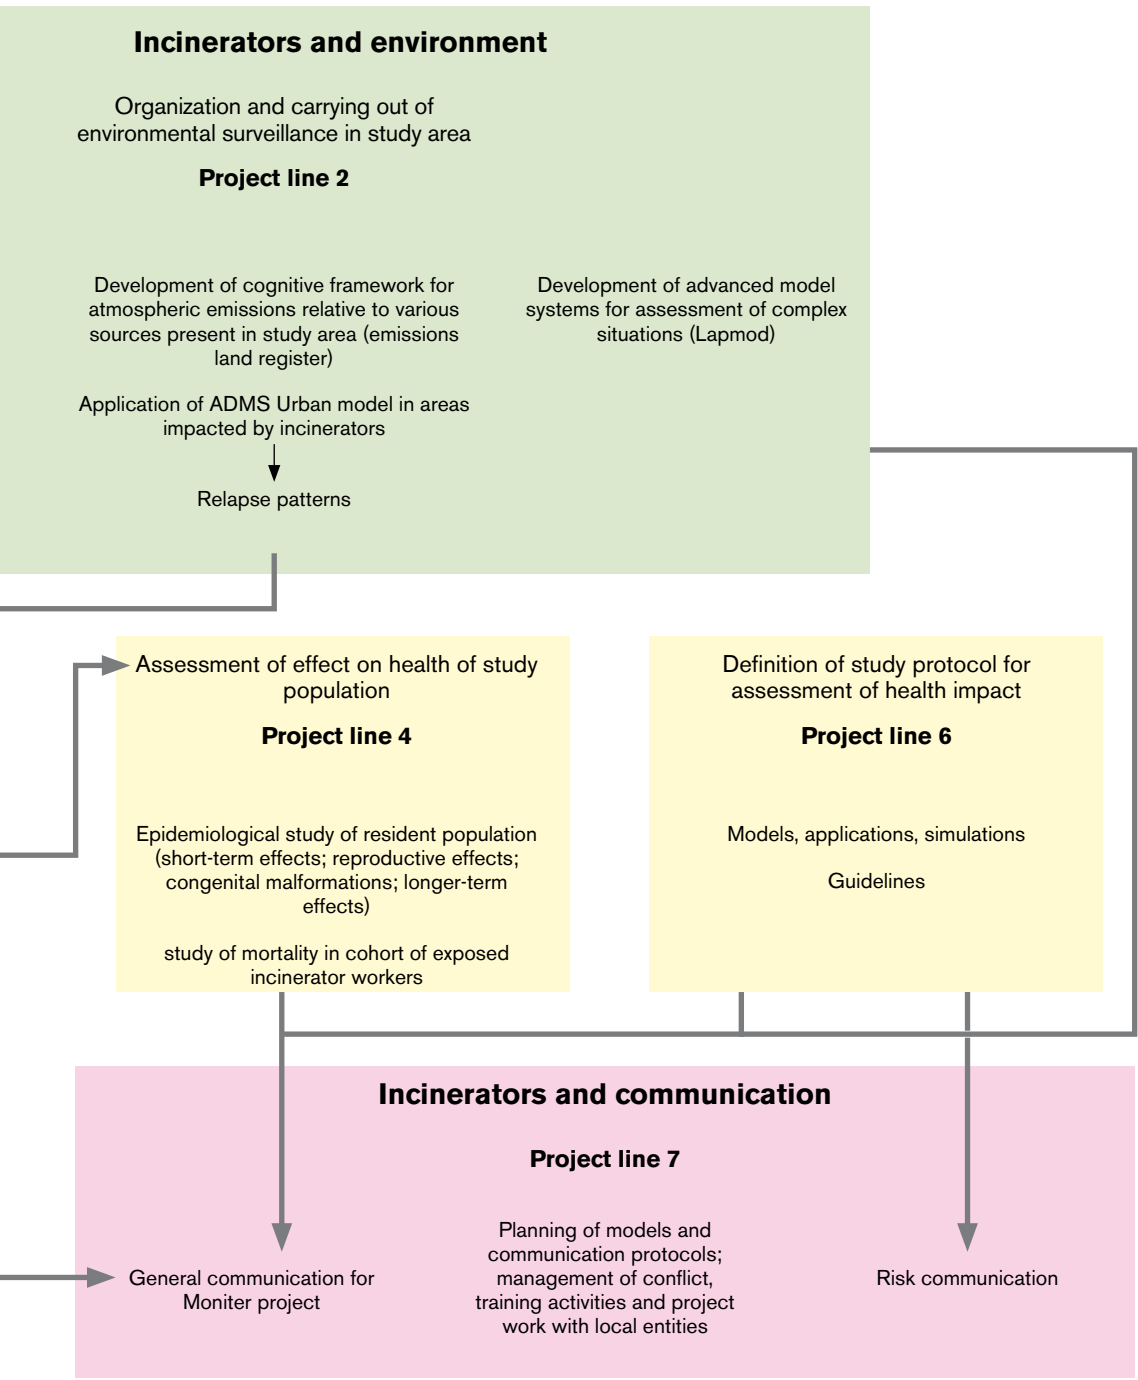 Incinerators and environment
Organization and carrying out of
environmental surveillance in study area
Project line 2
Development of cognitive framework for
atmospheric emissions relative to various
sources present in study area (emissions
land register)
Application of ADMS Urban model in areas
impacted by incinerators
Relapse patterns
Development of advanced model
systems for assessment of complex
situations (Lapmod)
Assessment of effect on health of study
population
Project line 4
Epidemiological study of resident population
(short-term effects; reproductive effects;
congenital malformations; longer-term
effects)
study of mortality in cohort of exposed
incinerator workers
Definition of study protocol for
assessment of health impact
Project line 6
Models, applications, simulations
Guidelines
Incinerators and communication
Project line 7
General communication for
Moniter project
Planning of models and
communication protocols;
management of conflict,
training activities and project
work with local entities
Risk communication